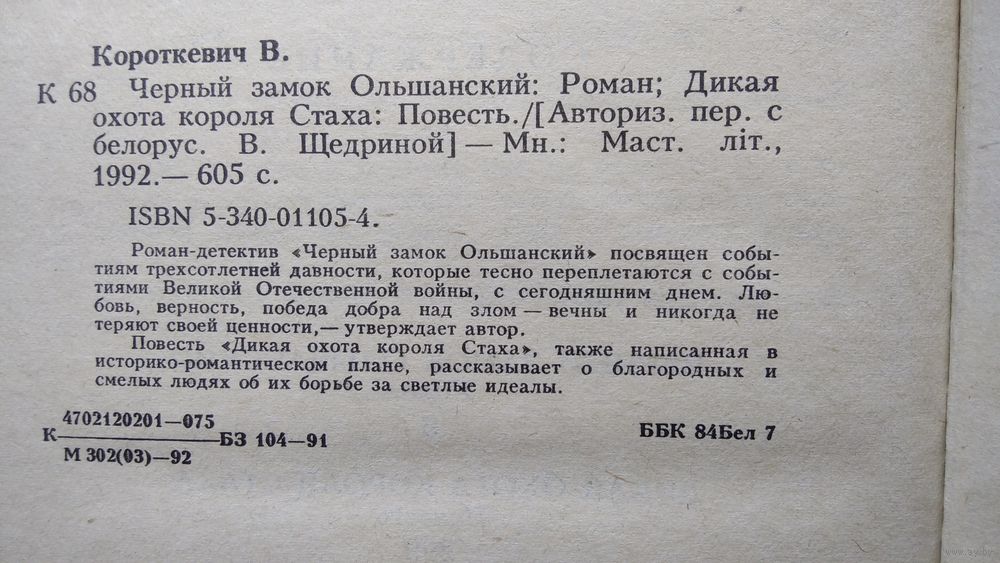 Короткевич В.
К 68 Черный замок Ольшанский: Роман; Дикая
охота короля Стаха: Повесть./[Авториз. пер. с
белорус. В. Щедриной] — Мн.: Маст. літ.,
1992.— 605 с.
ISBN 5-340-01105-4.
Роман-детектив «Черный замок Ольшанский» посвящен собы-
тиям трехсотлетней давности, которые тесно переплетаются с собы-
тиями Великой Отечественной войны, с сегодняшним днем. Лю-
бовь, верность, победа добра над злом — вечны и никогда не
теряют своей ценности,— утверждает автор.
Повесть «Дикая охота короля Стаха», также написанная в
историко-романтическом плане, рассказывает о благородных и
смелых людях об их борьбе за светлые идеалы.
4702120201—075
К————БЗ 104—91
М 302(03)—92
ББК 84Бел 7
www.ay.by